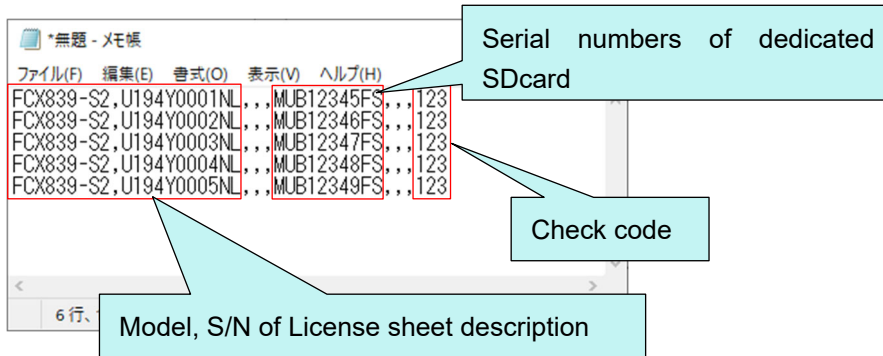 *無題 - メモ帳
ファイル(F) 編集(E) 書式(O) 表示(V) ヘルプ(H)
FCX839-S2,U194Y0001NL,,,MUB12345FS,,,123
FCX839-S2,U194Y0002NL,,,MUB12346FS,,,123
FCX839-S2,U194Y0003NL,,,MUB12347FS,,,123
FCX839-S2,U194Y0004NL,,,MUB12348FS,,,123
FCX839-S2,U194Y0005NL,,,MUB12349FS,,,123
Serial numbers of dedicated
SDcard
Check code
6 行、
Model, S/N of License sheet description